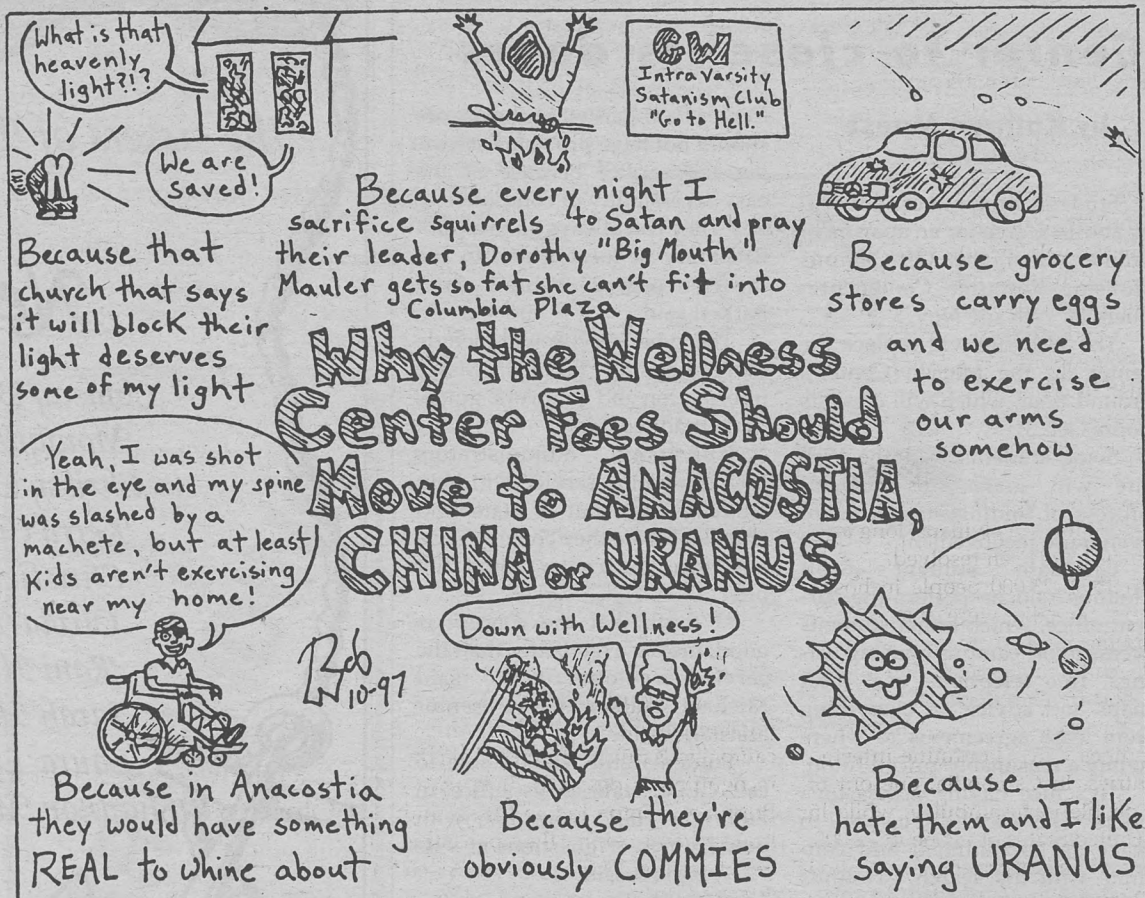 What is that
heavenly
light?!?
We are
saved!
Because that
church that says
it will block their
light deserves
some of my light
GW
Intra Varsity
Satanism Club
"Go to Hell."
Because every night I
sacrifice squirrels to Satan and pray
their leader, Dorothy "Big Mouth"
Mauler gets so fat she can't fit into
Columbia Plaza
Because grocery
stores carry eggs
and we need
to exercise
our arms
somehow
Why the Wellness
Center Foes Should
Move to ANACOSTIA,
CHINA or URANUS
Yeah, I was shot
in the eye and my spine
was slashed by a
machete, but at least
Kids aren't exercising
near my home!
Because in Anacostia
they would have something
REAL to whine about
Rob
10-97
Down with Wellness!
Because they're
obviously COMMIES
Because I
hate them and I like
saying URANUS